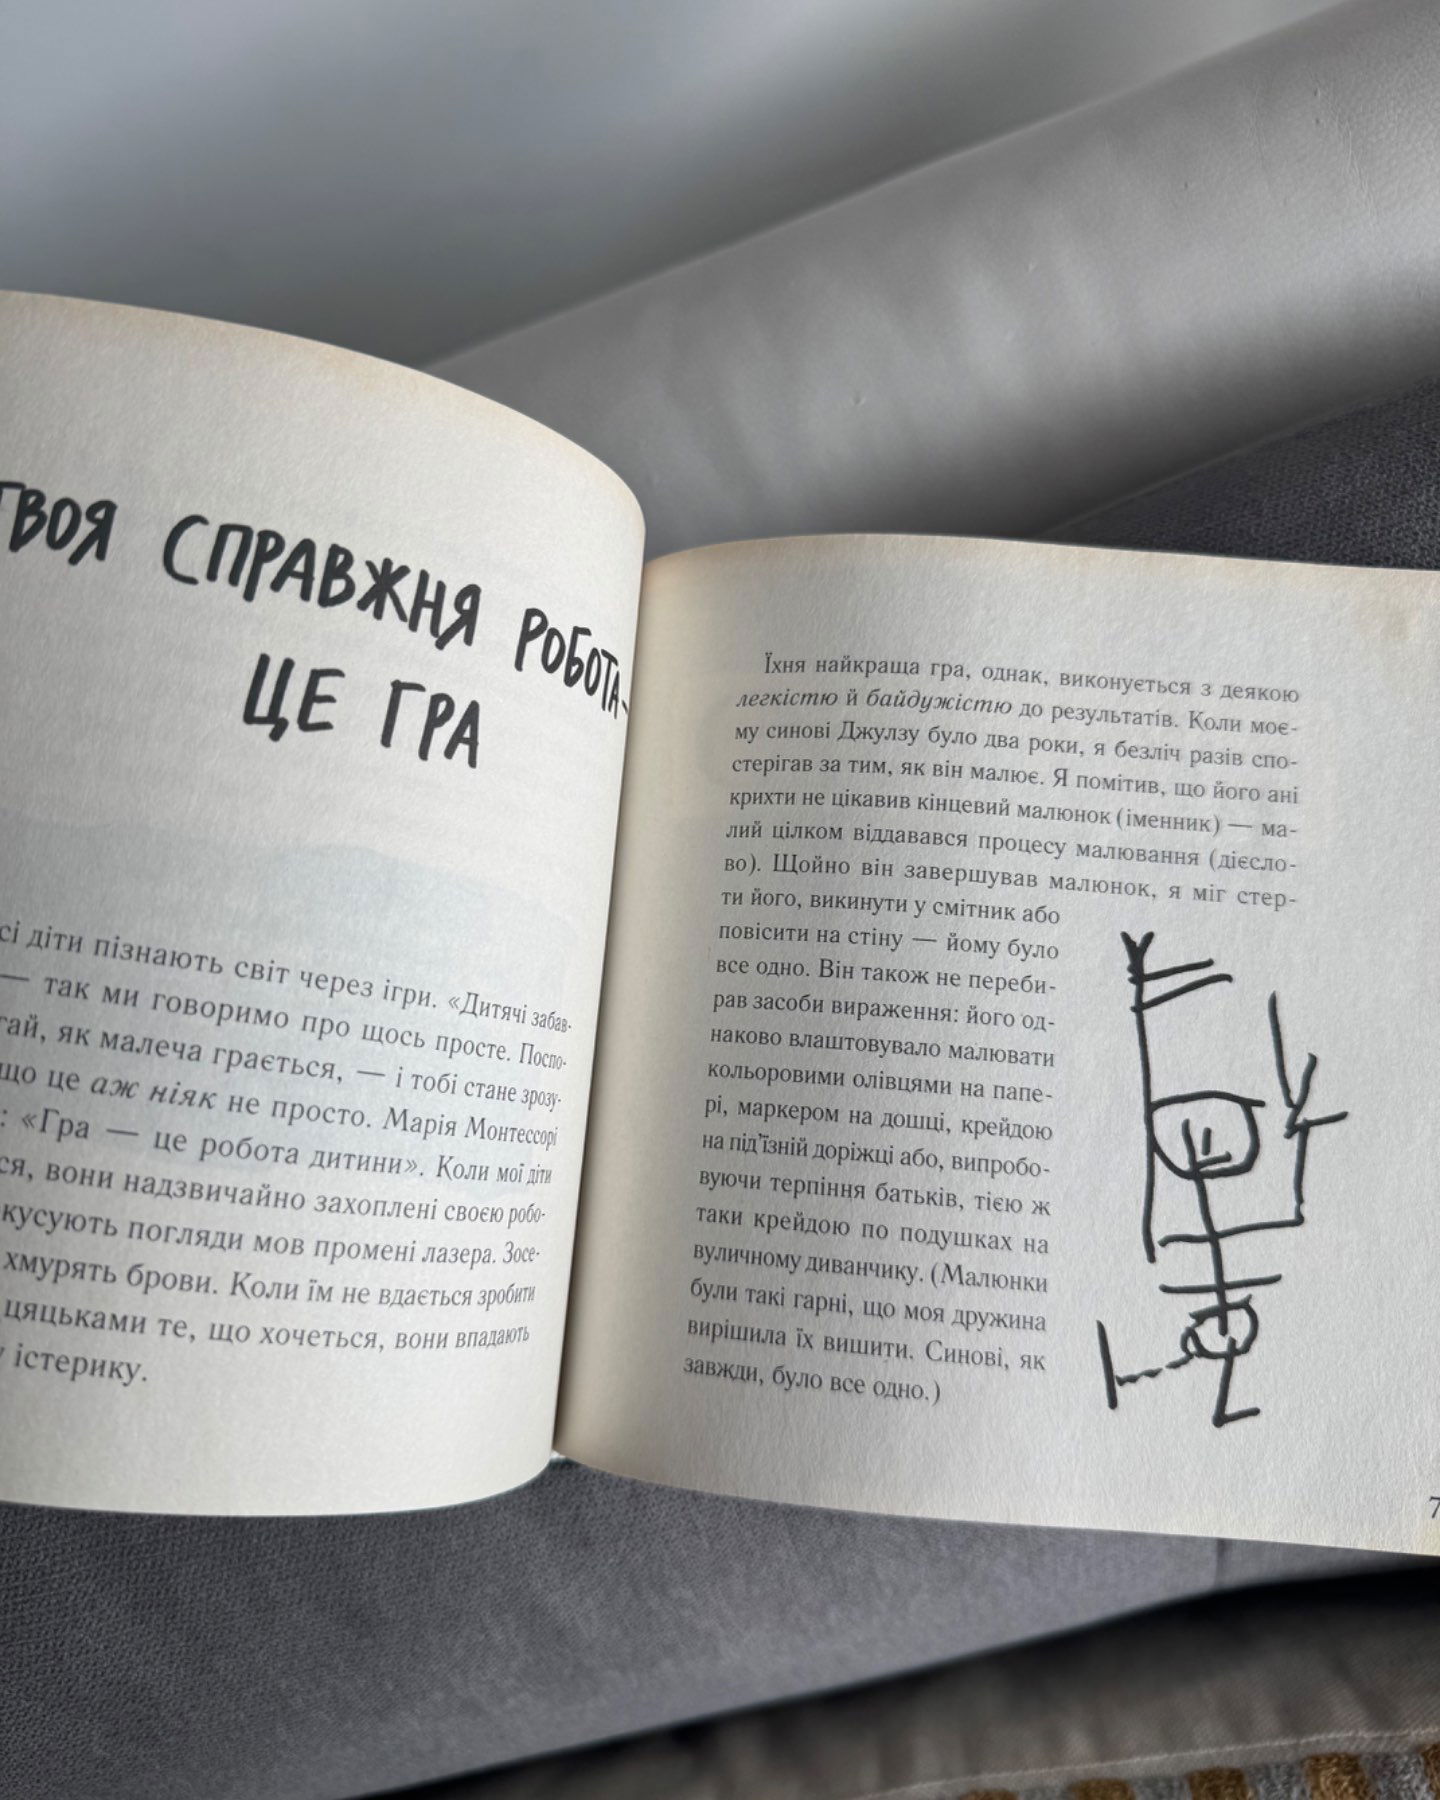 ТВОЯ СПРАВЖНЯ РОБОТА–
ЦЕ ГРА
сі діти пізнають світ через ігри. «Дитячі забав-
— так ми говоримо про щось просте. Поспо-
гай, як малеча грається, — і тобі стане зрозу-
що це аж ніяк не просто. Марія Монтессорі
: «Гра — це робота дитини». Коли мої діти
ся, вони надзвичайно захоплені своєю робо-
кусують погляди мов промені лазера. Зосе-
хмурять брови. Коли їм не вдається зробити
цяцьками те, що хочеться, вони впадають
у істерику.
Їхня найкраща гра, однак, виконується з деякою
легкістю й байдужістю до результатів. Коли моє-
му синові Джулзу було два роки, я безліч разів спо-
стерігав за тим, як він малює. Я помітив, що його ані
крихти не цікавив кінцевий малюнок (іменник) — ма-
лий цілком віддавався процесу малювання (дієсло-
во). Щойно він завершував малюнок, я міг стер-
ти його, викинути у смітник або
повісити на стіну — йому було
все одно. Він також не переби-
рав засоби вираження: його од-
наково влаштовувало малювати
кольоровими олівцями на папе-
рі, маркером на дошці, крейдою
на під'їзній доріжці або, випробо-
вуючи терпіння батьків, тією ж
таки крейдою по подушках на
вуличному диванчику. (Малюнки
були такі гарні, що моя дружина
вирішила їх вишити. Синові, як
завжди, було все одно.)
7